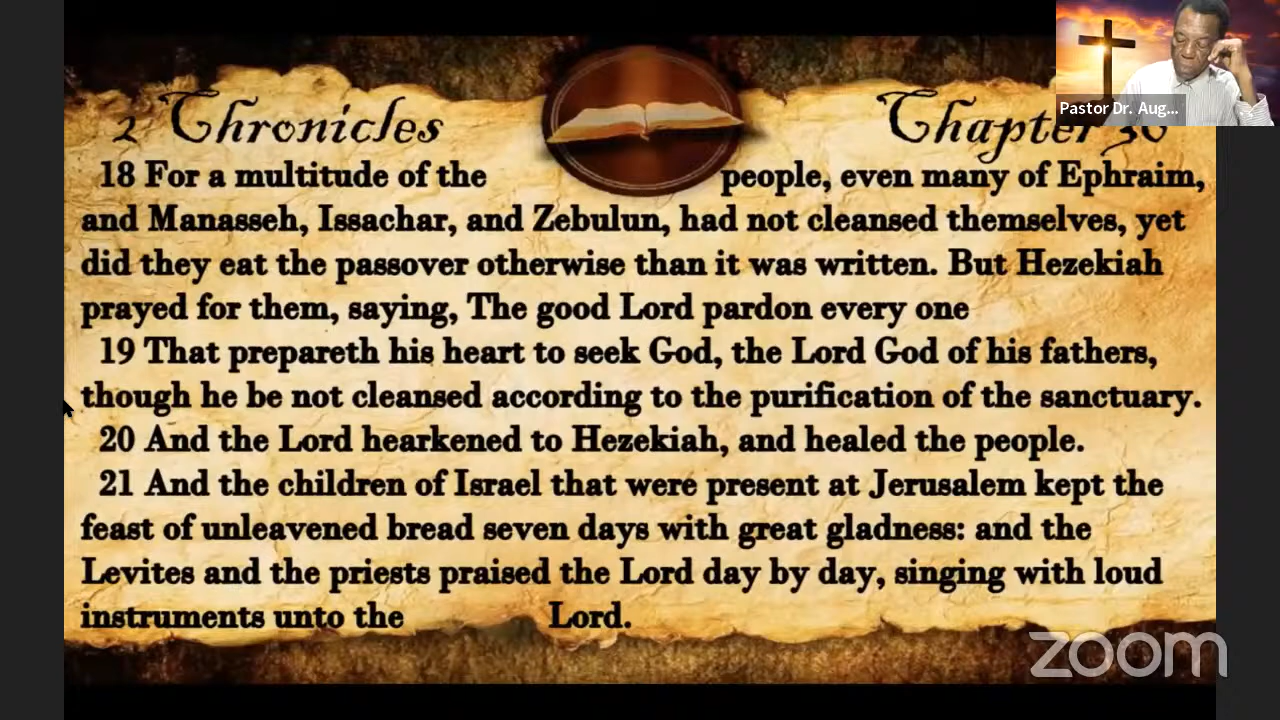 2 Chronicles Chapter 30
Pastor Dr. Aug...
18 For a multitude of the people, even many of Ephraim,
and Manasseh, Issachar, and Zebulun, had not cleansed themselves, yet
did they eat the passover otherwise than it was written. But Hezekiah
prayed for them, saying, The good Lord pardon every one
19 That prepareth his heart to seek God, the Lord God of his fathers,
though he be not cleansed according to the purification of the sanctuary.
20 And the Lord hearkened to Hezekiah, and healed the people.
21 And the children of Israel that were present at Jerusalem kept the
feast of unleavened bread seven days with great gladness: and the
Levites and the priests praised the Lord day by day, singing with loud
instruments unto the Lord.
zoom